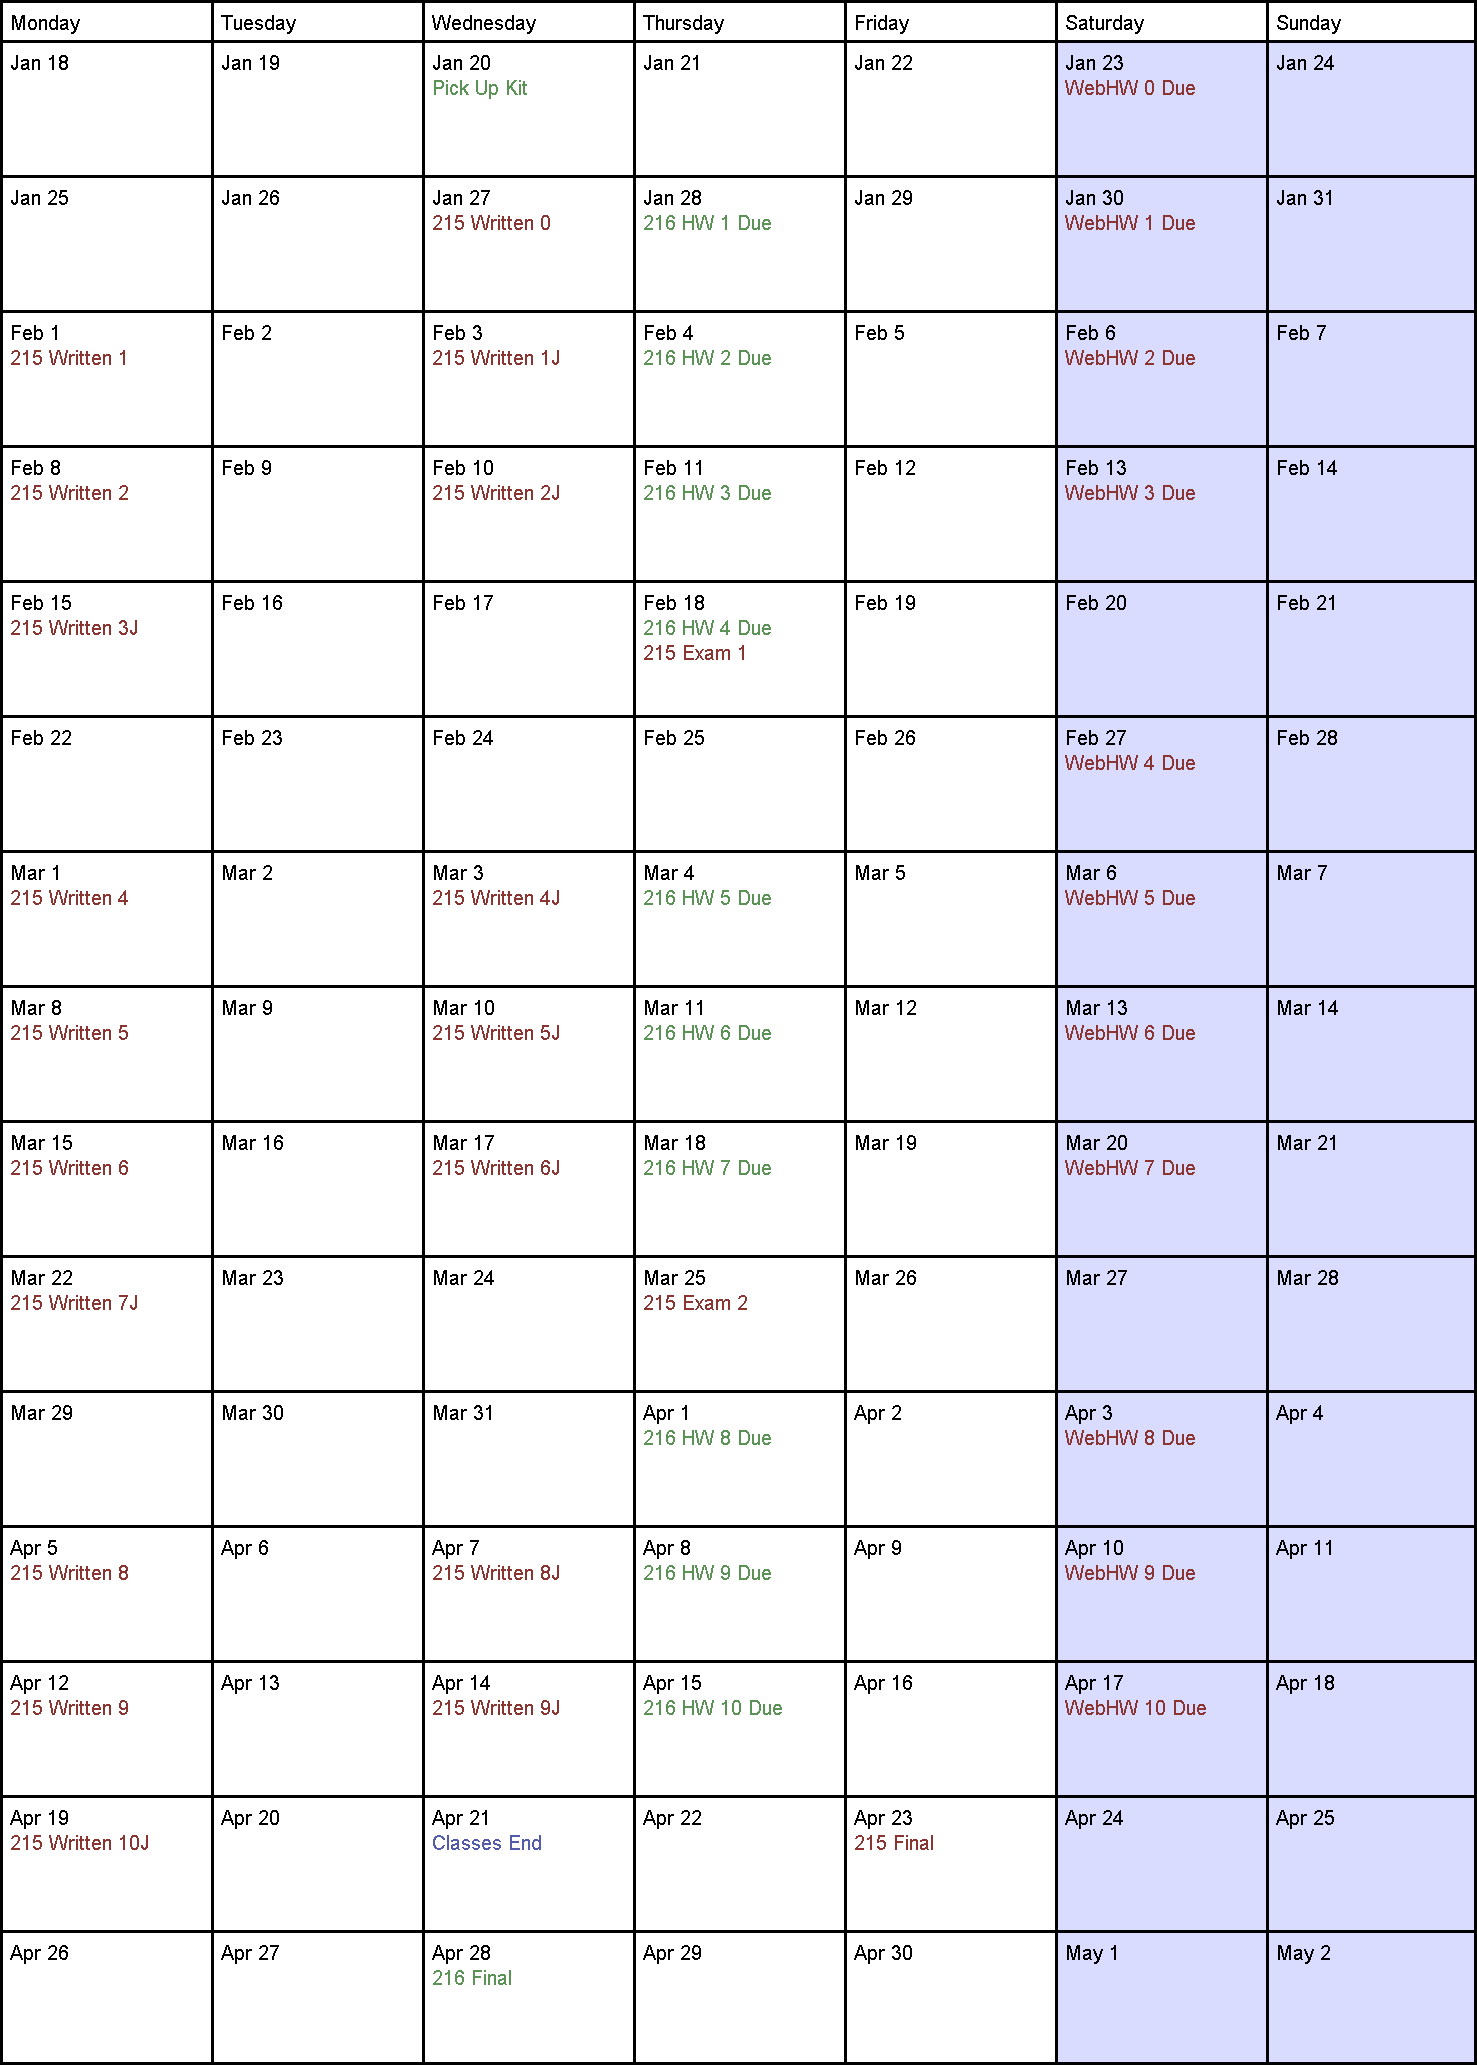 Monday Tuesday Wednesday Thursday Friday Saturday Sunday
Jan 18 Jan 19 Jan 20 Jan 21 Jan 22 Jan 23 Jan 24
Pick Up Kit WebHW 0 Due
Jan 25 Jan 26 Jan 27 Jan 28 Jan 29 Jan 30 Jan 31
215 Written 0 216 HW 1 Due WebHW 1 Due
Feb 1 Feb 2 Feb 3 Feb 4 Feb 5 Feb 6 Feb 7
215 Written 1 215 Written 1J 216 HW 2 Due WebHW 2 Due
Feb 8 Feb 9 Feb 10 Feb 11 Feb 12 Feb 13 Feb 14
215 Written 2 215 Written 2J 216 HW 3 Due WebHW 3 Due
Feb 15 Feb 16 Feb 17 Feb 18 Feb 19 Feb 20 Feb 21
215 Written 3J 216 HW 4 Due
215 Exam 1
Feb 22 Feb 23 Feb 24 Feb 25 Feb 26 Feb 27 Feb 28
WebHW 4 Due
Mar 1 Mar 2 Mar 3 Mar 4 Mar 5 Mar 6 Mar 7
215 Written 4 215 Written 4J 216 HW 5 Due WebHW 5 Due
Mar 8 Mar 9 Mar 10 Mar 11 Mar 12 Mar 13 Mar 14
215 Written 5 215 Written 5J 216 HW 6 Due WebHW 6 Due
Mar 15 Mar 16 Mar 17 Mar 18 Mar 19 Mar 20 Mar 21
215 Written 6 215 Written 6J 216 HW 7 Due WebHW 7 Due
Mar 22 Mar 23 Mar 24 Mar 25 Mar 26 Mar 27 Mar 28
215 Written 7J 215 Exam 2
Mar 29 Mar 30 Mar 31 Apr 1 Apr 2 Apr 3 Apr 4
216 HW 8 Due WebHW 8 Due
Apr 5 Apr 6 Apr 7 Apr 8 Apr 9 Apr 10 Apr 11
215 Written 8 215 Written 8J 216 HW 9 Due WebHW 9 Due
Apr 12 Apr 13 Apr 14 Apr 15 Apr 16 Apr 17 Apr 18
215 Written 9 215 Written 9J 216 HW 10 Due WebHW 10 Due
Apr 19 Apr 20 Apr 21 Apr 22 Apr 23 Apr 24 Apr 25
215 Written 10J Classes End 215 Final
Apr 26 Apr 27 Apr 28 Apr 29 Apr 30 May 1 May 2
216 Final